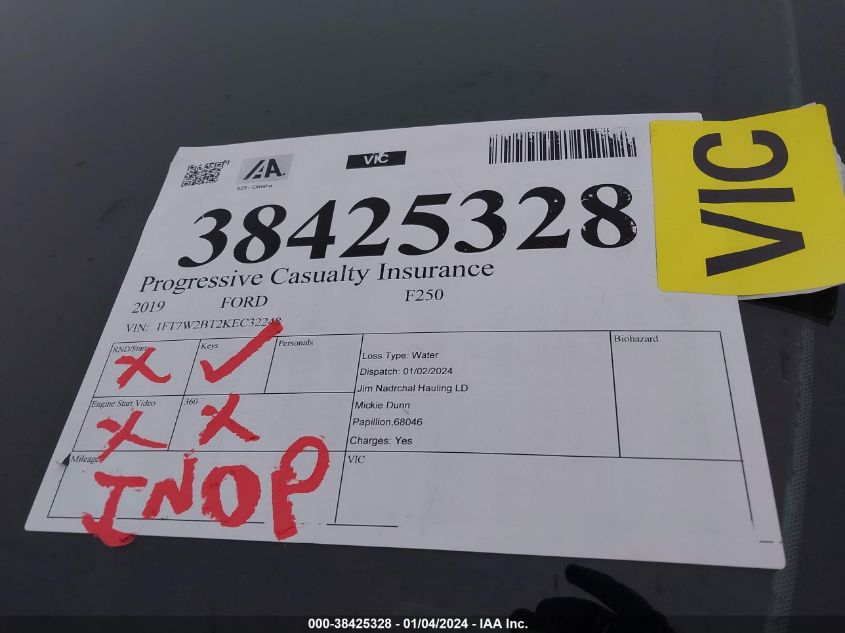 IAA.
VIC
VIC
525 - Omaha
38425328
Progressive Casualty Insurance
2019 FORD F250
VIN: 1FT7W2BT2KEC32248
RND/Start X
Keys ✓
Personals
Loss Type: Water
Dispatch: 01/02/2024
Jim Nadrchal Hauling LD
Mickie Dunn
Papillion,68046
Charges: Yes
Biohazard
Engine Start Video X
360 X
Mileage
INOP
VIC
000-38425328 - 01/04/2024 - IAA Inc.